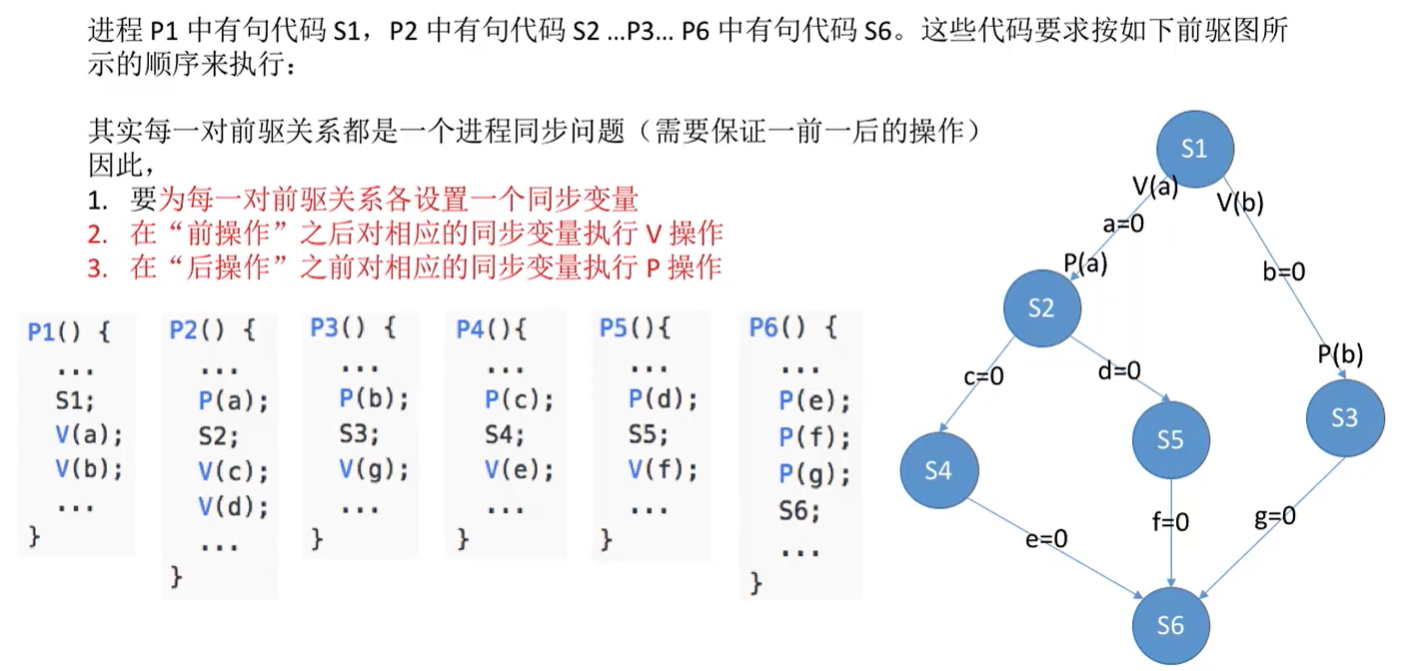 进程 P1 中有句代码 S1，P2 中有句代码 S2 ...P3... P6 中有句代码 S6。这些代码要求按如下前驱图所
示的顺序来执行：
其实每一对前驱关系都是一个进程同步问题（需要保证一前一后的操作）
因此，
1. 要为每一对前驱关系各设置一个同步变量
2. 在“前操作”之后对相应的同步变量执行 V 操作
3. 在“后操作”之前对相应的同步变量执行 P 操作
P1() {
...
S1;
V(a);
V(b);
...
}
P2() {
...
P(a);
S2;
V(c);
V(d);
...
}
P3() {
...
P(b);
S3;
V(g);
...
}
P4(){
...
P(c);
S4;
V(e);
...
}
P5(){
...
P(d);
S5;
V(f);
...
}
P6() {
...
P(e);
P(f);
P(g);
S6;
...
}
S1
V(a)
V(b)
a=0
P(a)
b=0
S2
P(b)
c=0
d=0
S3
S5
S4
e=0
f=0
g=0
S6